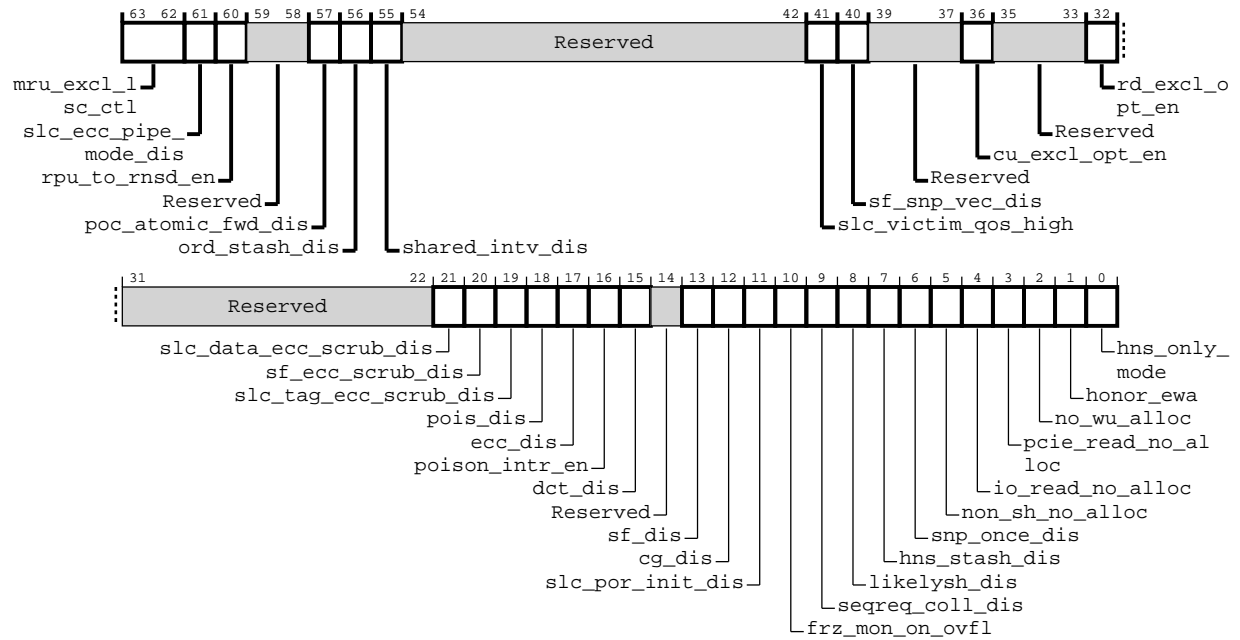 63 62 61 60 59 58 57 56 55 54 42 41 40 39 37 36 35 33 32
Reserved
mru_excl_l
sc_ctl
rd_excl_o
pt_en
slc_ecc_pipe_
mode_dis
Reserved
rpu_to_rnsd_en
cu_excl_opt_en
Reserved
Reserved
poc_atomic_fwd_dis
sf_snp_vec_dis
slc_victim_qos_high
ord_stash_dis
shared_intv_dis
31 22 21 20 19 18 17 16 15 14 13 12 11 10 9 8 7 6 5 4 3 2 1 0
Reserved
slc_data_ecc_scrub_dis
hns_only_
mode
sf_ecc_scrub_dis
slc_tag_ecc_scrub_dis
honor_ewa
pois_dis
no_wu_alloc
ecc_dis
pcie_read_no_al
loc
poison_intr_en
dct_dis
io_read_no_alloc
Reserved
non_sh_no_alloc
sf_dis
snp_once_dis
cg_dis
hns_stash_dis
slc_por_init_dis
likelysh_dis
seqreq_coll_dis
frz_mon_on_ovfl